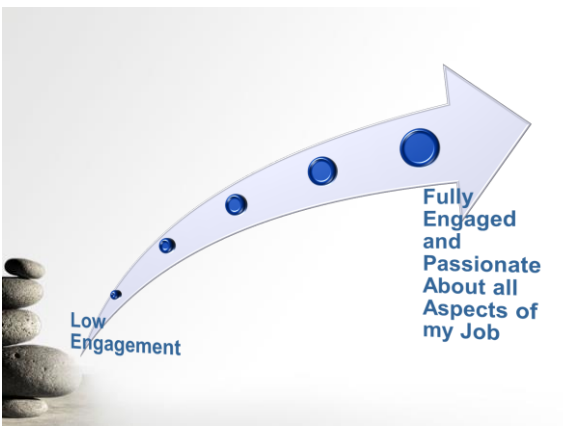 Low
Engagement
Fully
Engaged
and
Passionate
About all
Aspects of
my Job